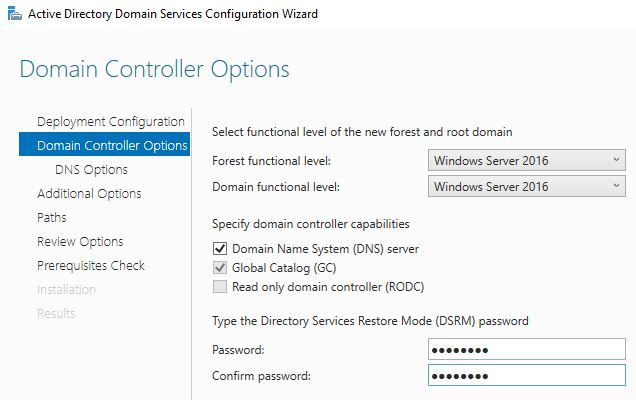 Active Directory Domain Services Configuration Wizard
Domain Controller Options
Deployment Configuration
Domain Controller Options
DNS Options
Additional Options
Paths
Review Options
Prerequisites Check
Installation
Results
Select functional level of the new forest and root domain
Forest functional level: Windows Server 2016
Domain functional level: Windows Server 2016
Specify domain controller capabilities
Domain Name System (DNS) server
Global Catalog (GC)
Read only domain controller (RODC)
Type the Directory Services Restore Mode (DSRM) password
Password: ●●●●●●●●
Confirm password: ●●●●●●●●